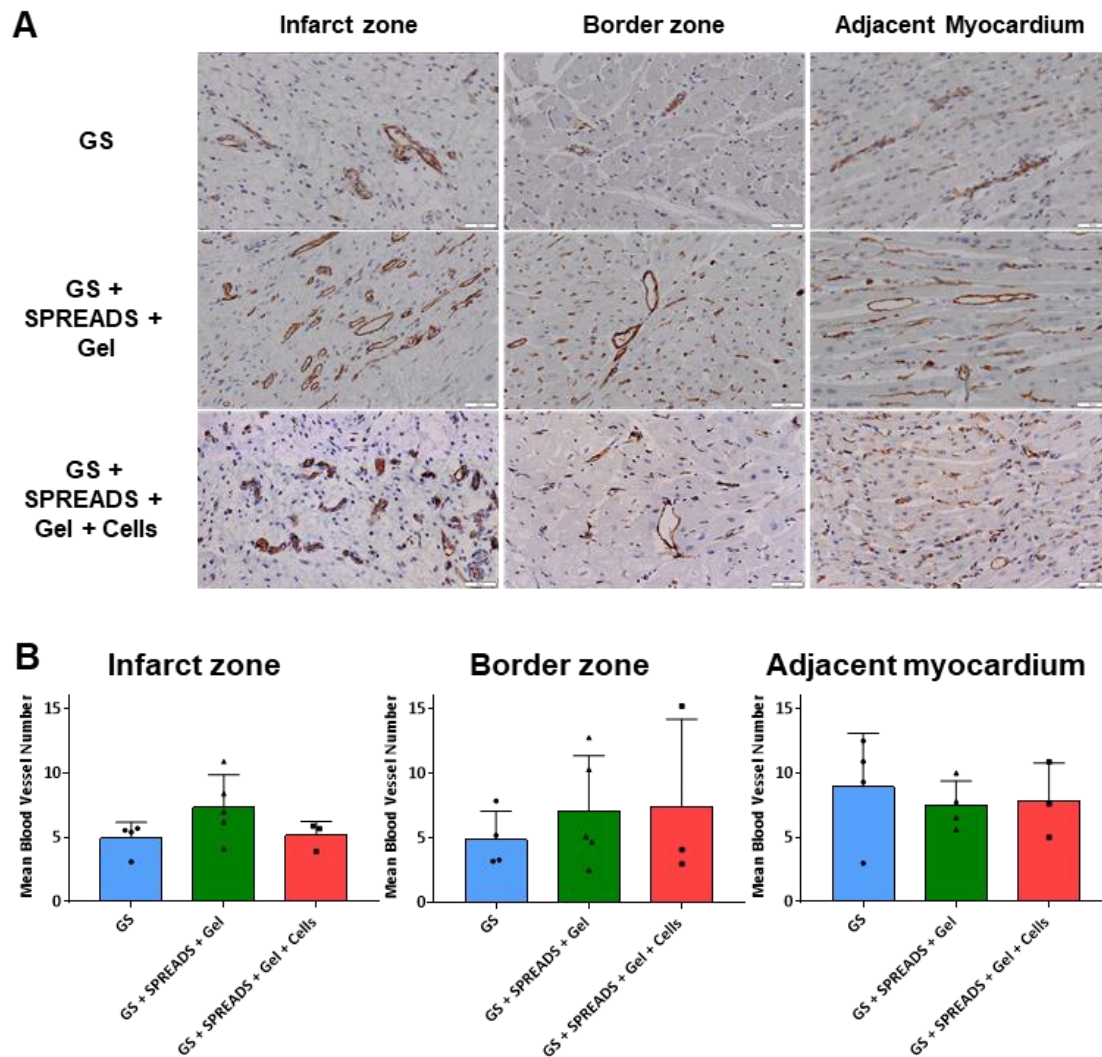 A
Infarct zone
Border zone
Adjacent Myocardium
GS
GS +
SPREADS +
Gel
GS +
SPREADS +
Gel + Cells
B
Infarct zone
Border zone
Adjacent myocardium
Mean Blood Vessel Number
15
10
5
0
GS
GS + SPREADS + Gel
GS + SPREADS + Gel + Cells
Mean Blood Vessel Number
15
10
5
0
GS
GS + SPREADS + Gel
GS + SPREADS + Gel + Cells
Mean Blood Vessel Number
15
10
5
0
GS
GS + SPREADS + Gel
GS + SPREADS + Gel + Cells